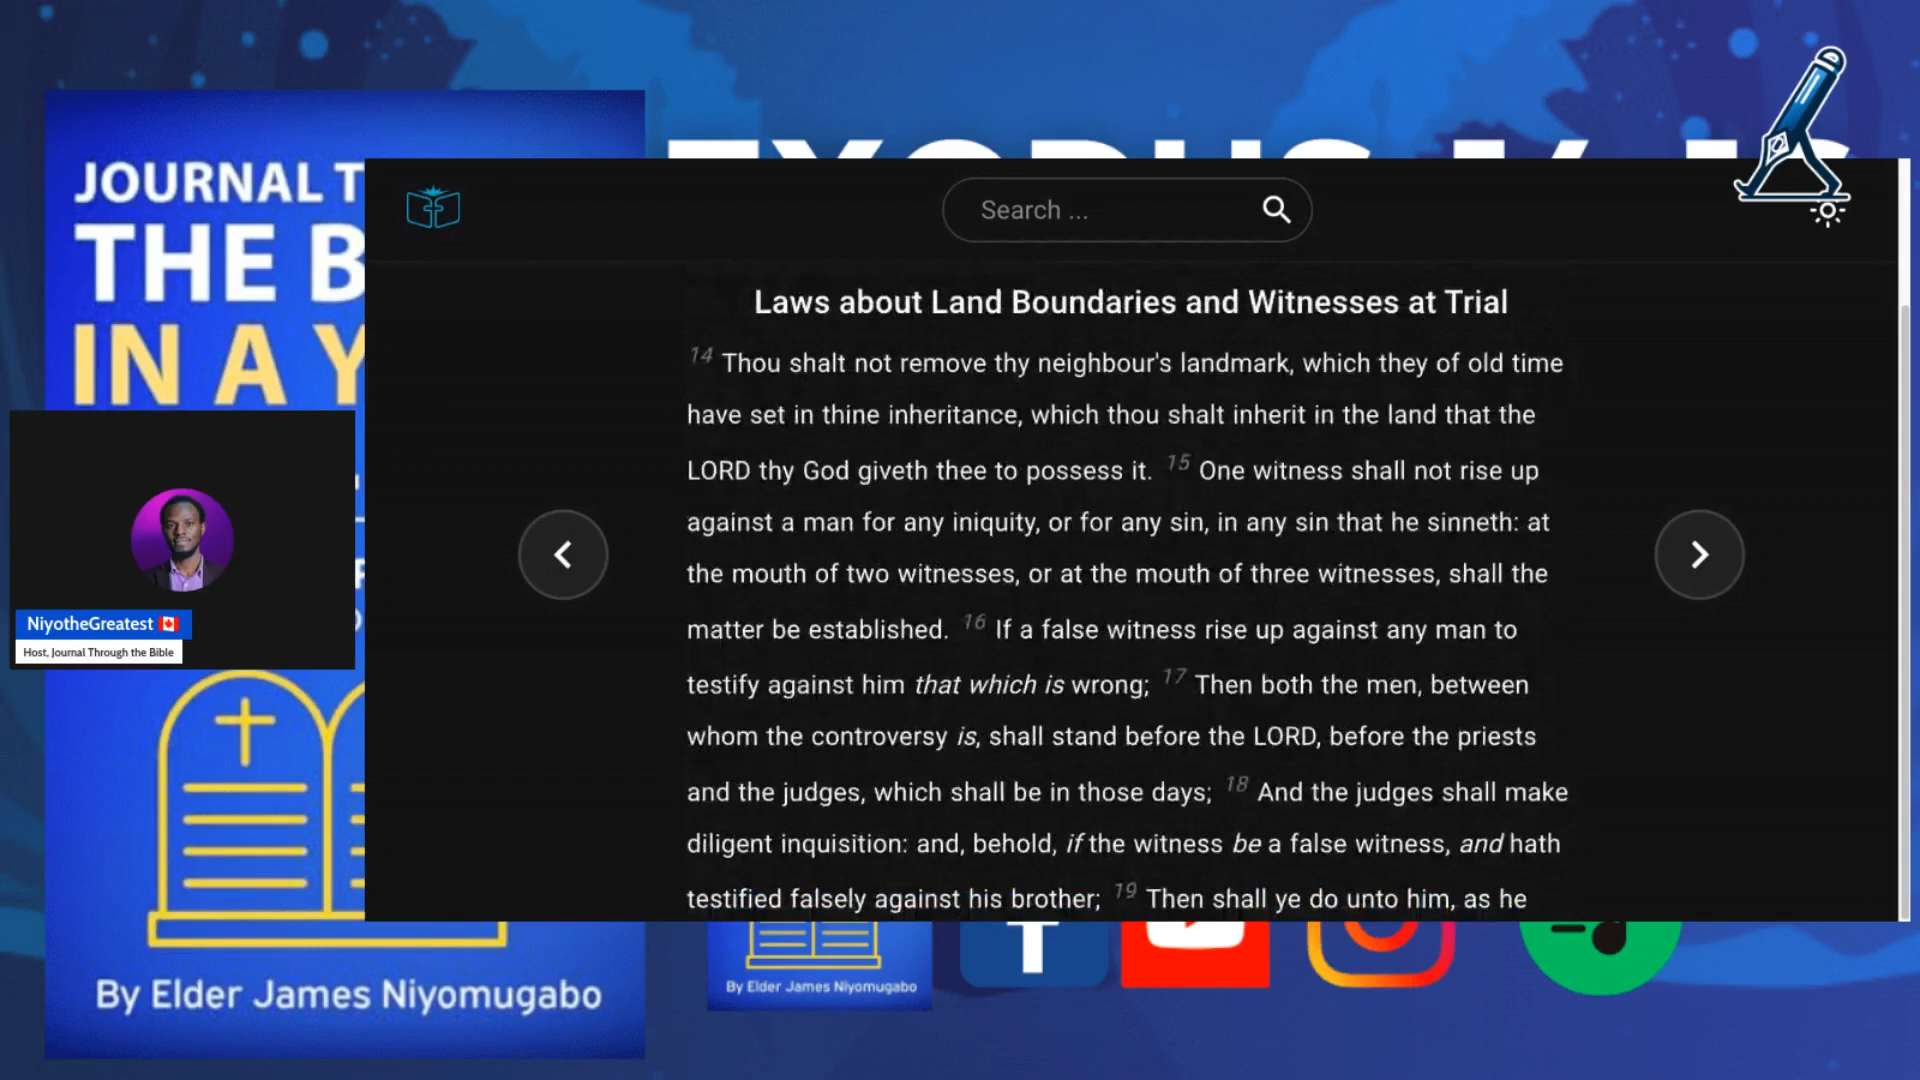 JOURNAL T
THE B
IN A Y
Search ...
Laws about Land Boundaries and Witnesses at Trial
14 Thou shalt not remove thy neighbour's landmark, which they of old time
have set in thine inheritance, which thou shalt inherit in the land that the
LORD thy God giveth thee to possess it. 15 One witness shall not rise up
against a man for any iniquity, or for any sin, in any sin that he sinneth: at
the mouth of two witnesses, or at the mouth of three witnesses, shall the
matter be established. 16 If a false witness rise up against any man to
testify against him that which is wrong; 17 Then both the men, between
whom the controversy is, shall stand before the LORD, before the priests
and the judges, which shall be in those days; 18 And the judges shall make
diligent inquisition: and, behold, if the witness be a false witness, and hath
testified falsely against his brother; 19 Then shall ye do unto him, as he
NiyotheGreatest
Host, Journal Through the Bible
By Elder James Niyomugabo
By Elder James Niyomugabo